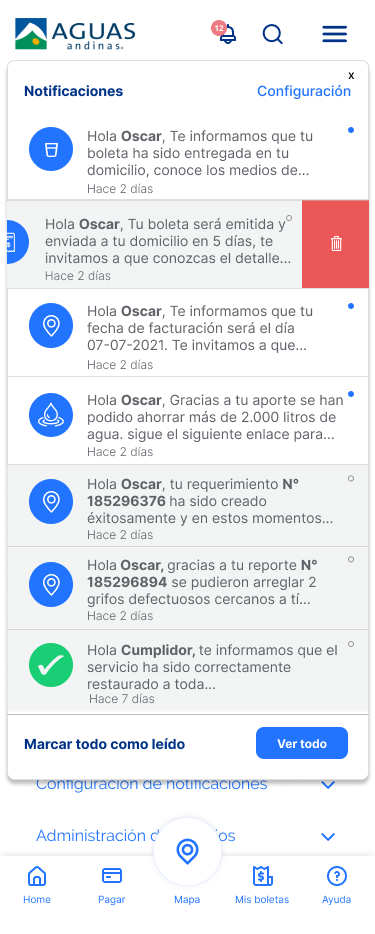 AGUAS
andinas
12
x
Notificaciones
Configuración
Hola Oscar, Te informamos que tu
boleta ha sido entregada en tu
domicilio, conoce los medios de...
Hace 2 días
Hola Oscar, Tu boleta será emitida y
enviada a tu domicilio en 5 días, te
invitamos a que conozcas el detalle...
Hace 2 días
Hola Oscar, Te informamos que tu
fecha de facturación será el día
07-07-2021. Te invitamos a que...
Hace 2 días
Hola Oscar, Gracias a tu aporte se han
podido ahorrar más de 2.000 litros de
agua. sigue el siguiente enlace para...
Hace 2 días
Hola Oscar, tu requerimiento N°
185296376 ha sido creado
éxitosamente y en estos momentos...
Hace 2 días
Hola Oscar, gracias a tu reporte N°
185296894 se pudieron arreglar 2
grifos defectuosos cercanos a tí...
Hace 2 días
Hola Cumplidor, te informamos que el
servicio ha sido correctamente
restaurado a toda...
Hace 7 días
Marcar todo como leído
Ver todo
Configuración de notificaciones
Administración
Home
Pagar
Mapa
Mis boletas
Ayuda